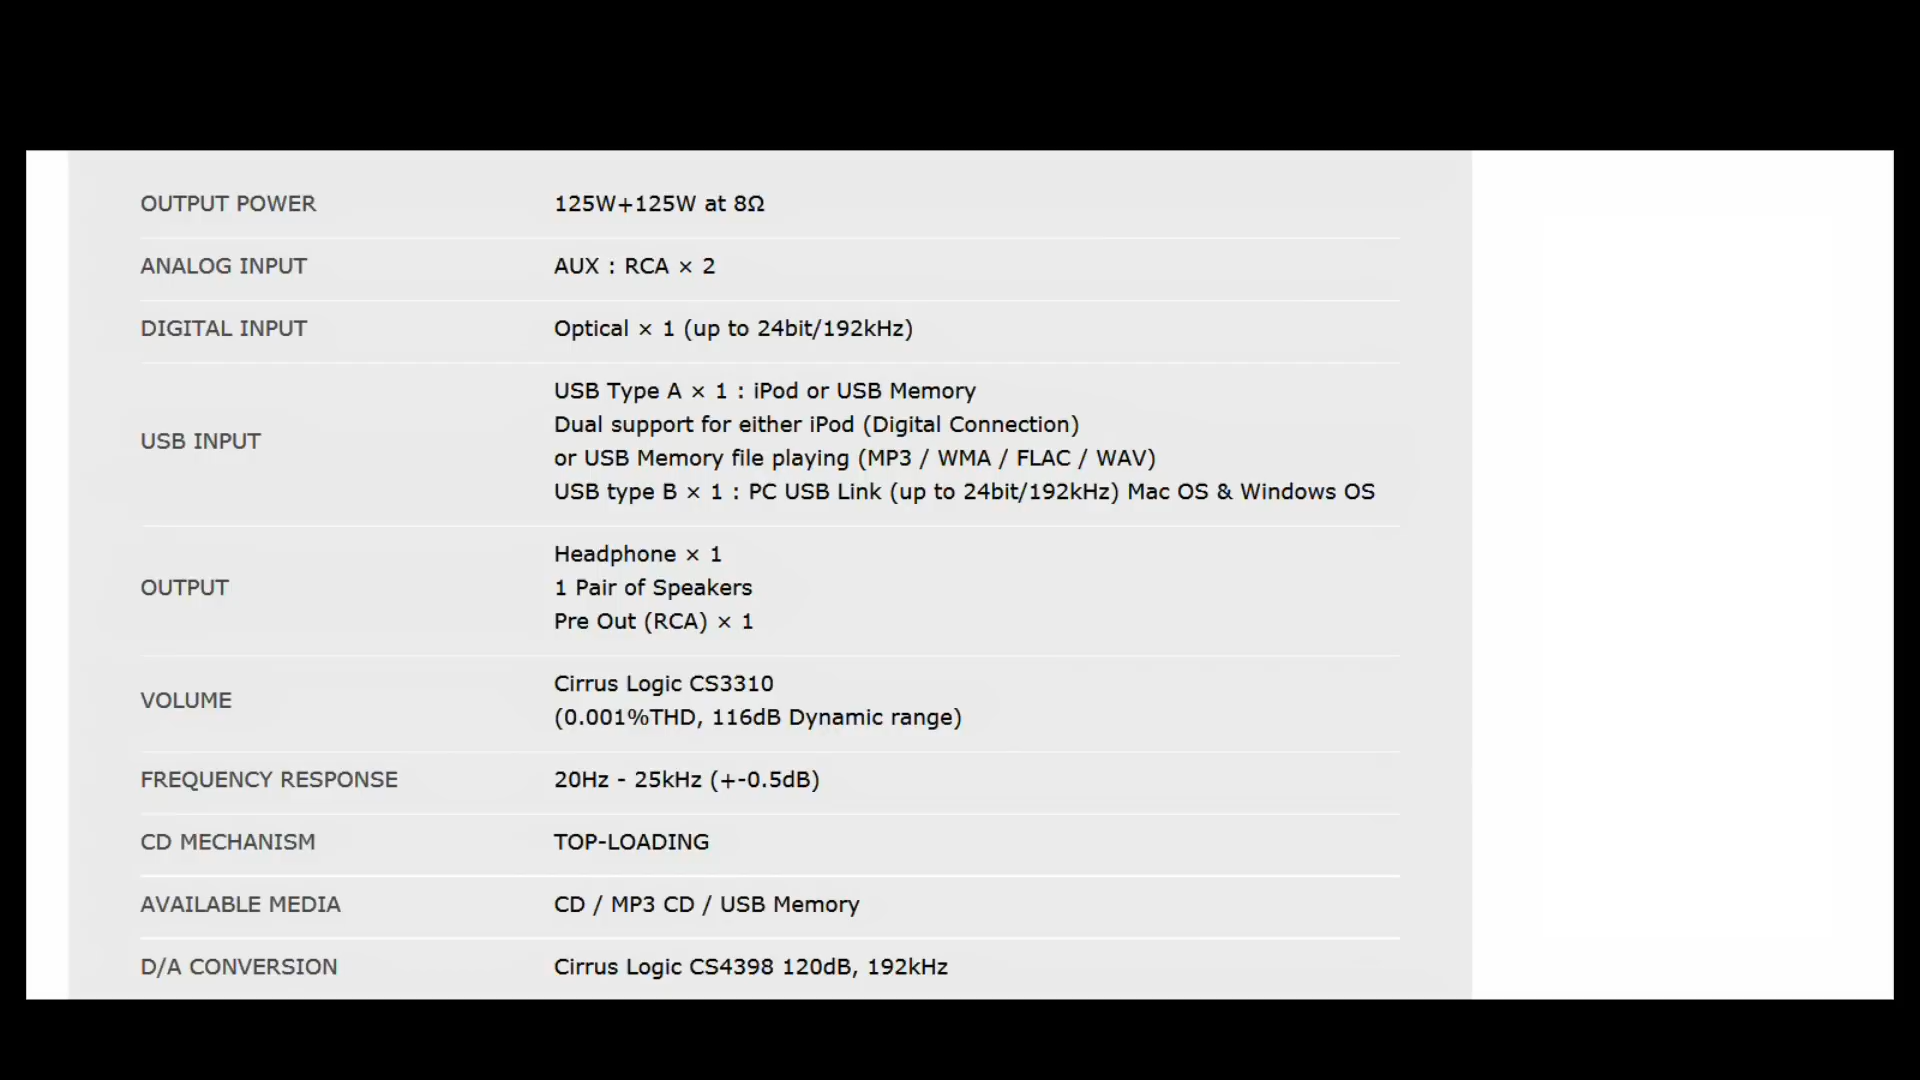 OUTPUT POWER 125W+125W at 8Ω
ANALOG INPUT AUX : RCA × 2
DIGITAL INPUT Optical × 1 (up to 24bit/192kHz)
USB INPUT
USB Type A × 1 : iPod or USB Memory
Dual support for either iPod (Digital Connection)
or USB Memory file playing (MP3 / WMA / FLAC / WAV)
USB type B × 1 : PC USB Link (up to 24bit/192kHz) Mac OS & Windows OS
OUTPUT
Headphone × 1
1 Pair of Speakers
Pre Out (RCA) × 1
VOLUME
Cirrus Logic CS3310
(0.001%THD, 116dB Dynamic range)
FREQUENCY RESPONSE 20Hz - 25kHz (+-0.5dB)
CD MECHANISM TOP-LOADING
AVAILABLE MEDIA CD / MP3 CD / USB Memory
D/A CONVERSION Cirrus Logic CS4398 120dB, 192kHz